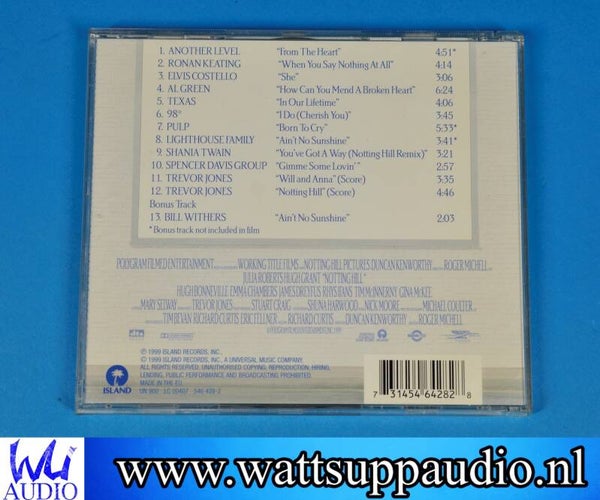 1. ANOTHER LEVEL "From The Heart" 4:51*
2. RONAN KEATING "When You Say Nothing At All" 4:14
3. ELVIS COSTELLO "She" 3:06
4. AL GREEN "How Can You Mend A Broken Heart" 6:24
5. TEXAS "In Our Lifetime" 4:06
6. 98° "I Do (Cherish You)" 3:45
7. PULP "Born To Cry" 5:33*
8. LIGHTHOUSE FAMILY "Ain't No Sunshine" 3:41*
9. SHANIA TWAIN "You've Got A Way (Notting Hill Remix)" 3:21
10. SPENCER DAVIS GROUP "Gimme Some Lovin'" 2:57
11. TREVOR JONES "Will and Anna" (Score) 3:35
12. TREVOR JONES "Notting Hill" (Score) 4:46
Bonus Track
13. BILL WITHERS "Ain't No Sunshine" 2:03
*Bonus track not included in film
POLYGRAM FILMED ENTERTAINMENT WORKING TITLE FILMS NOTTING HILL PICTURES DUNCAN KENWORTHY ROGER MICHELL
JULIA ROBERTS HUGH GRANT "NOTTING HILL"
HUGH BONNEVILLE EMMA CHAMBERS JAMES DREYFUS RHYS IFANS TIM McINNERNY GINA McKEE
MARY SELWAY TREVOR JONES STUART CRAIG SHUNA HARWOOD NICK MOORE MICHAEL COULTER
TIM BEVAN RICHARD CURTIS ERIC FELLNER RICHARD CURTIS DUNCAN KENWORTHY ROGER MICHELL
dts
ISLAND
℗ 1999 ISLAND RECORDS, INC.
© 1999 ISLAND RECORDS, INC. A UNIVERSAL MUSIC COMPANY.
ALL RIGHTS RESERVED. UNAUTHORISED COPYING, REPRODUCTION, HIRING,
LENDING, PUBLIC PERFORMANCE AND BROADCASTING PROHIBITED.
MADE IN THE EU
7 31454 64282 8
AUDIO
www.wattsuppaudio.nl